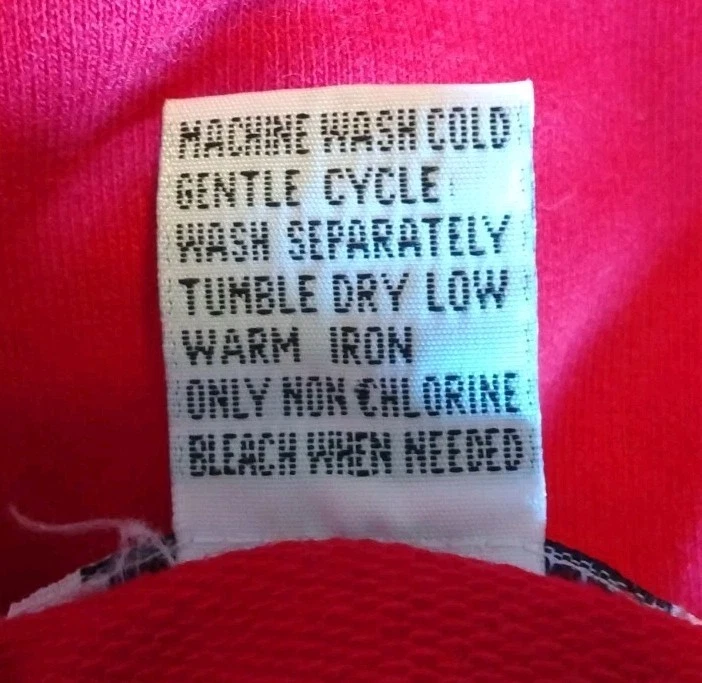 MACHINE WASH COLD
GENTLE CYCLE
WASH SEPARATELY
TUMBLE DRY LOW
WARM IRON
ONLY NON CHLORINE
BLEACH WHEN NEEDED